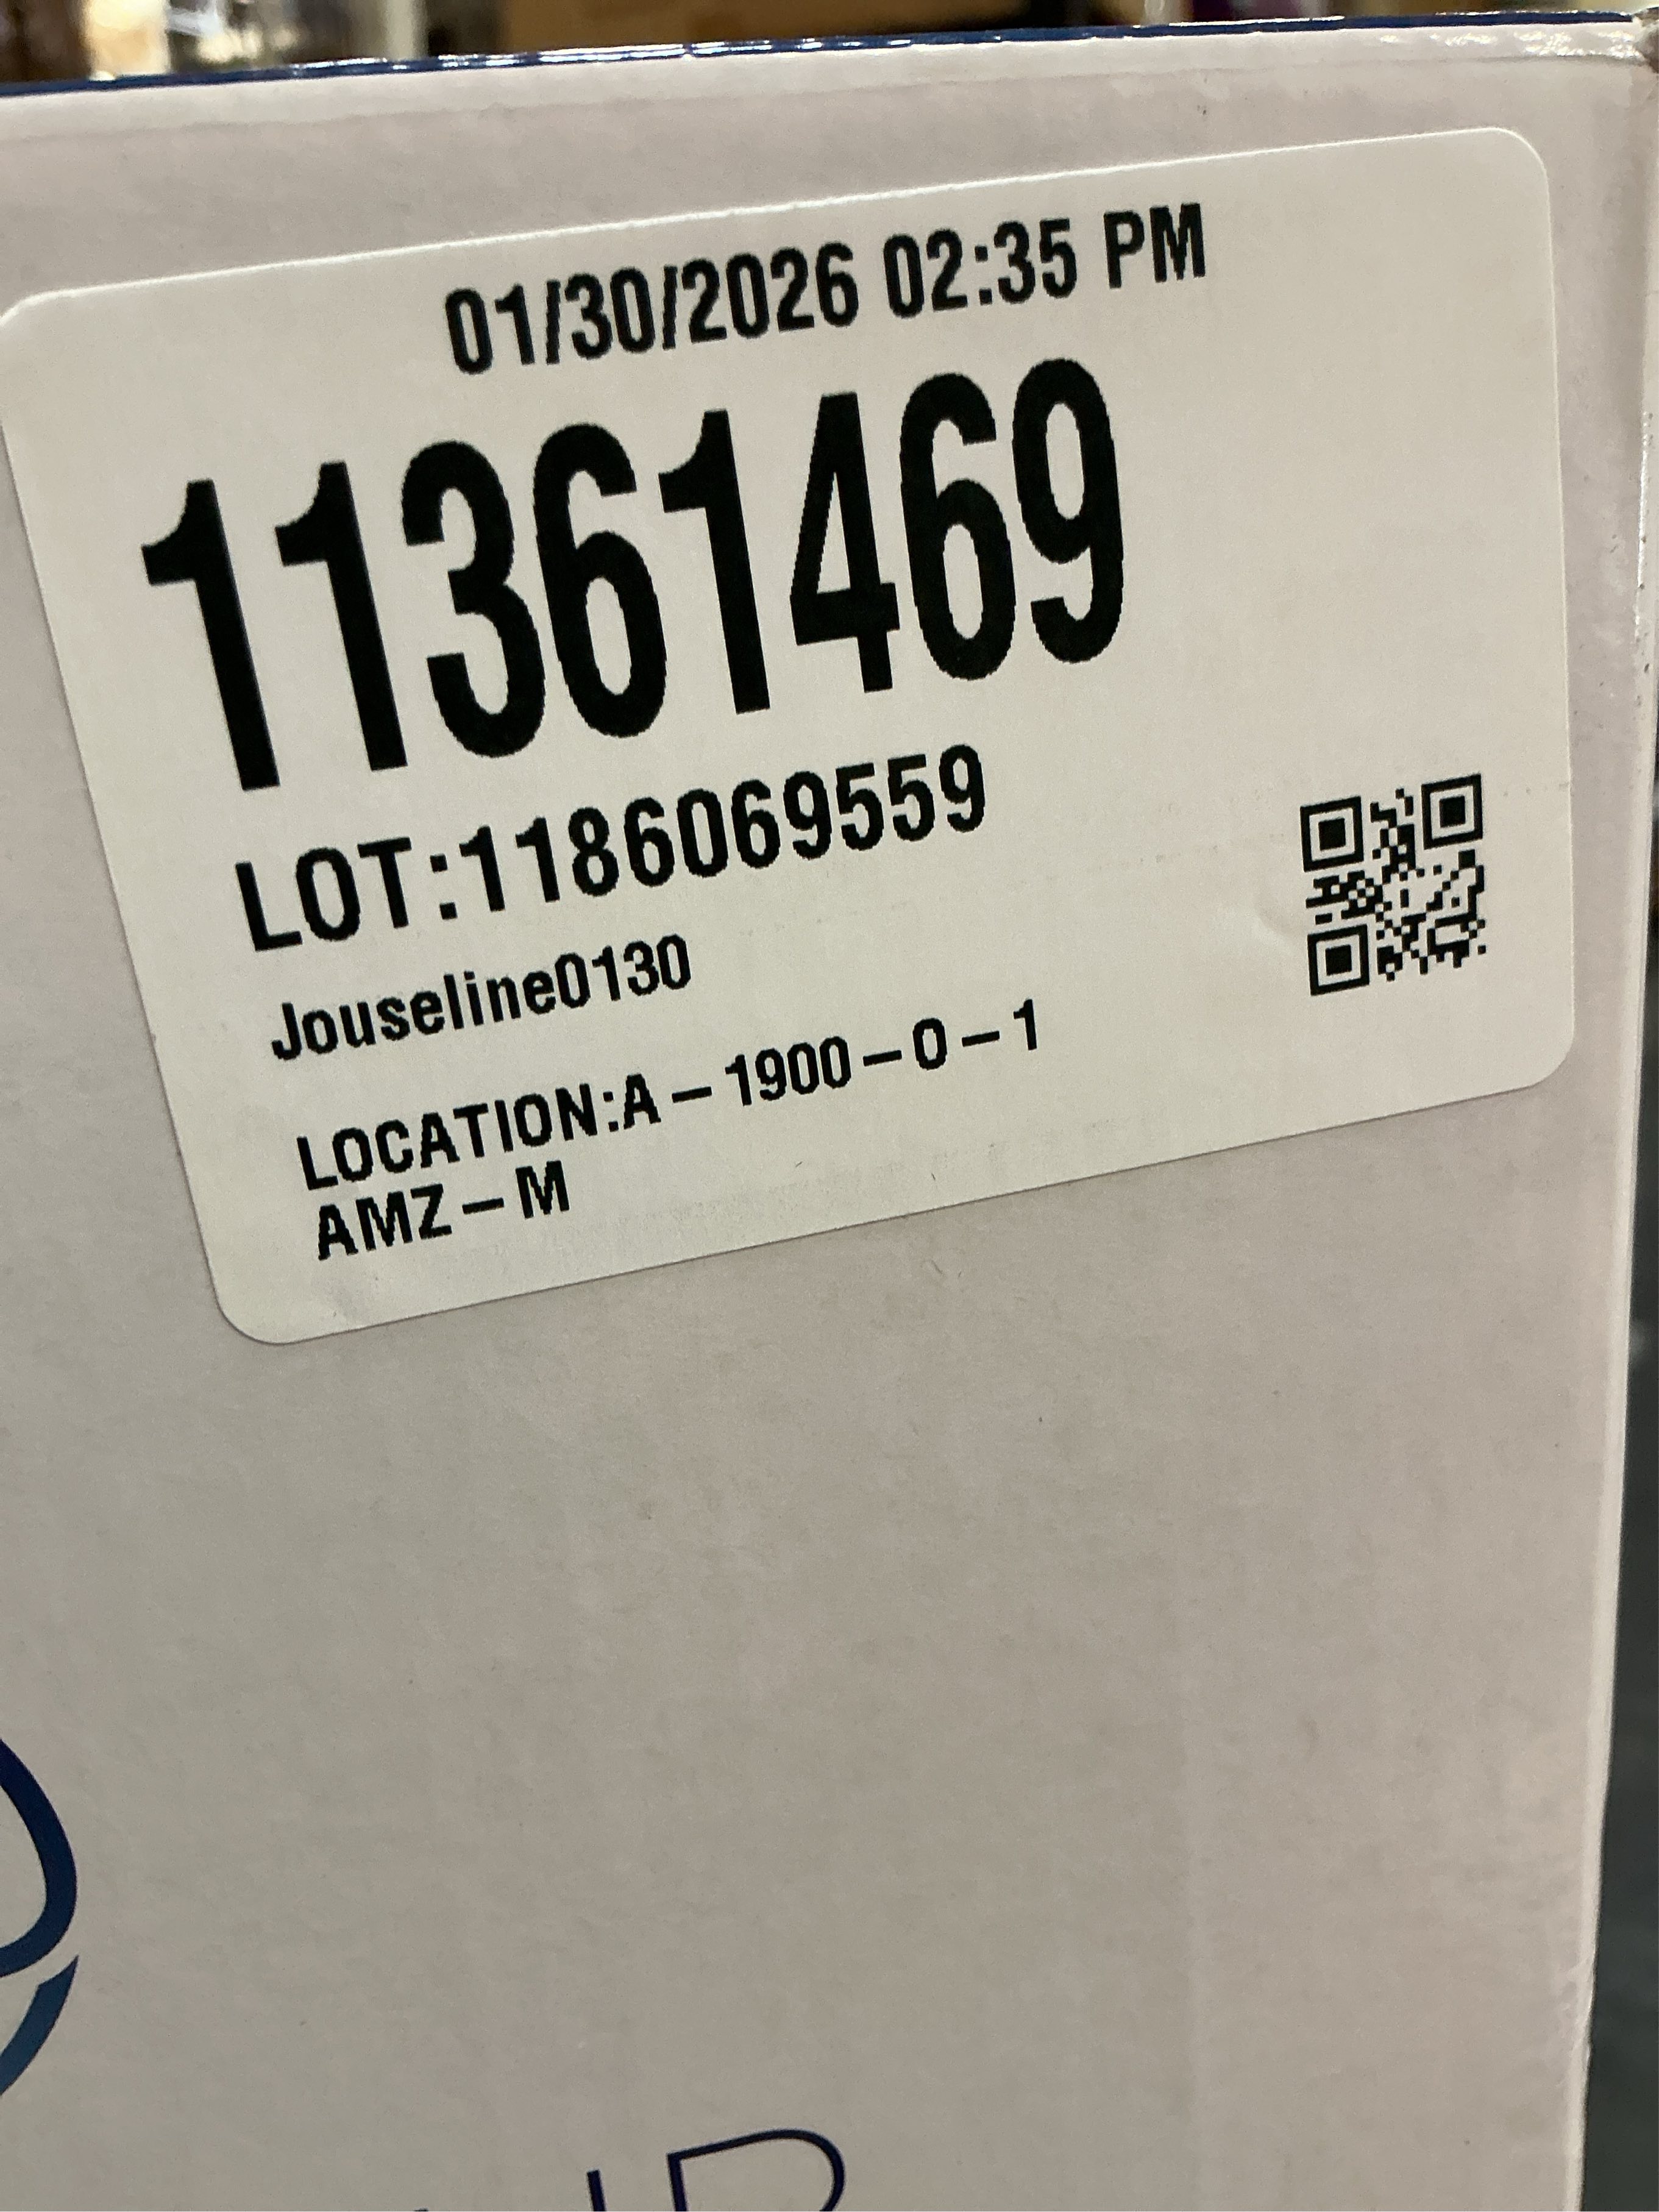 01/30/2026 02:35 PM
11361469
LOT:1186069559
Jouseline0130
LOCATION:A-1900-0-1
AMZ-M